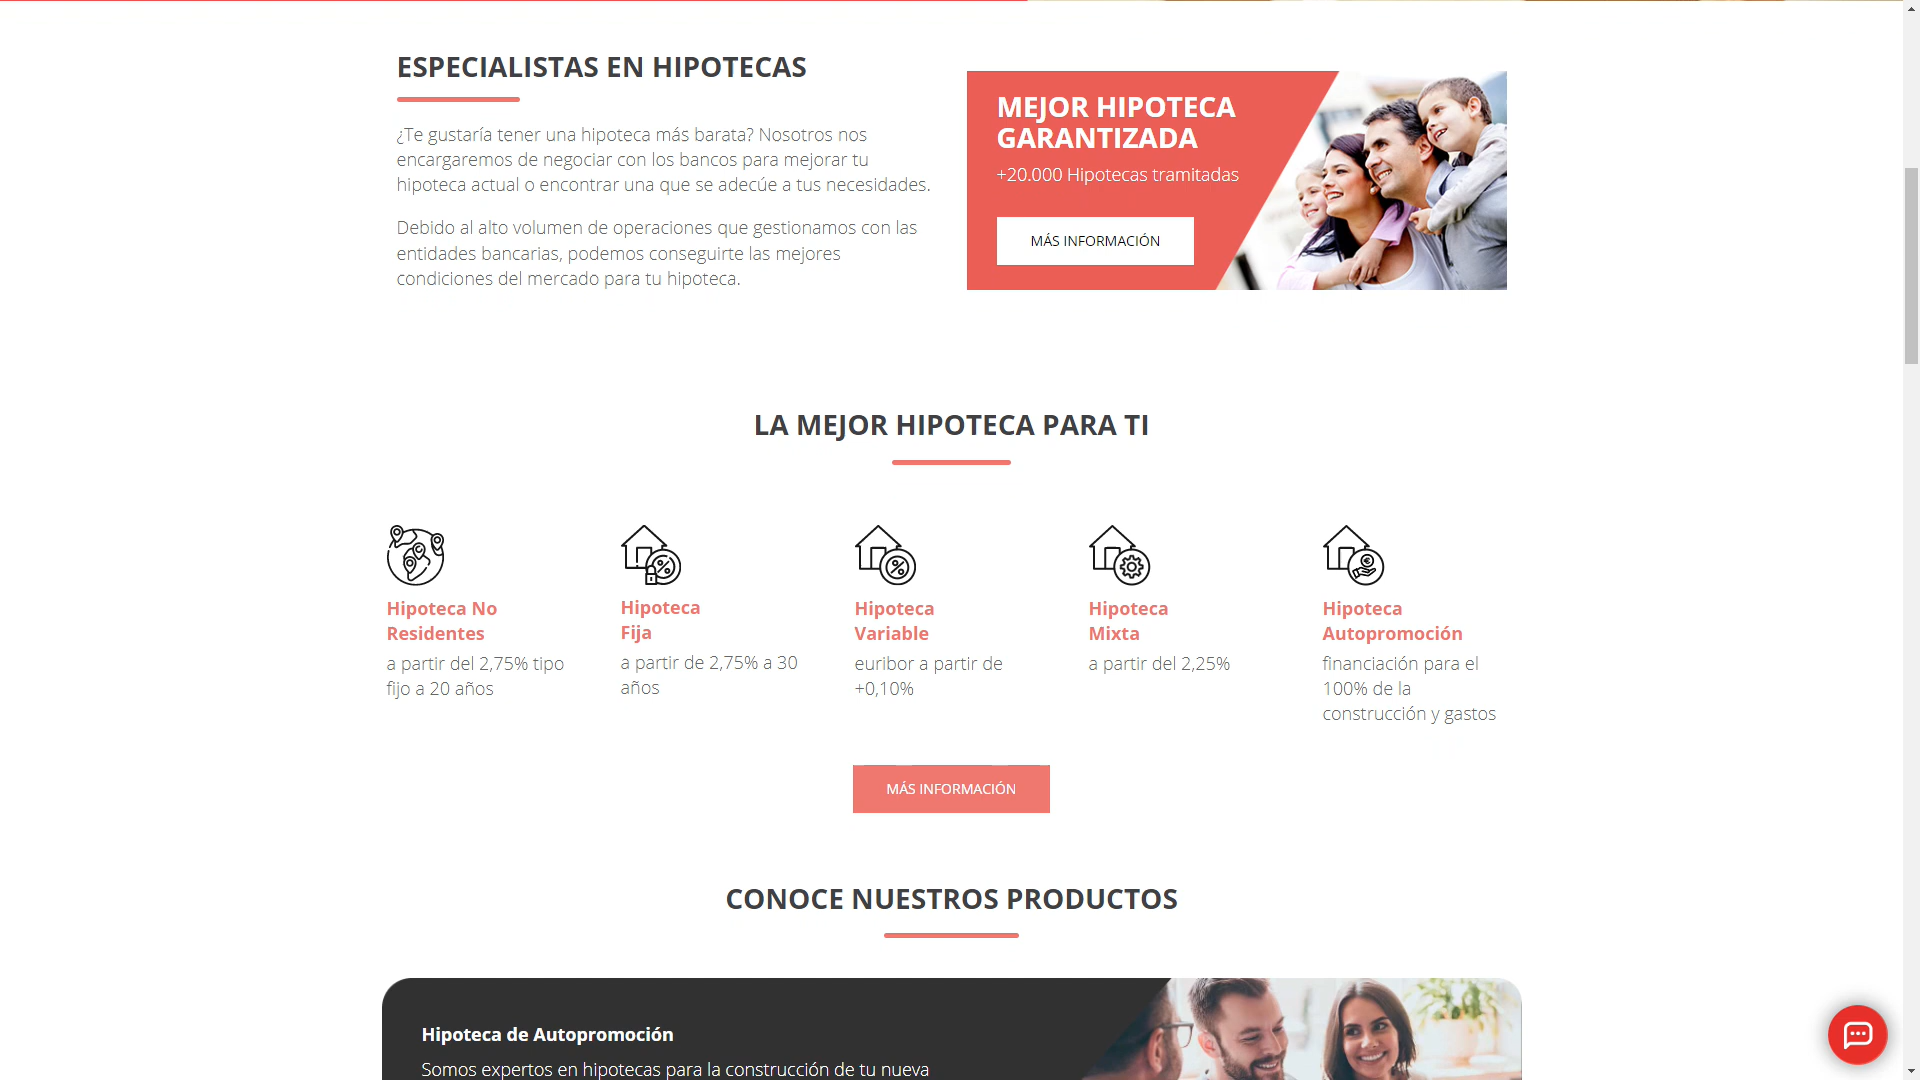 ESPECIALISTAS EN HIPOTECAS
¿Te gustaría tener una hipoteca más barata? Nosotros nos
encargaremos de negociar con los bancos para mejorar tu
hipoteca actual o encontrar una que se adecúe a tus necesidades.
Debido al alto volumen de operaciones que gestionamos con las
entidades bancarias, podemos conseguirte las mejores
condiciones del mercado para tu hipoteca.
MEJOR HIPOTECA
GARANTIZADA
+20.000 Hipotecas tramitadas
MÁS INFORMACIÓN
LA MEJOR HIPOTECA PARA TI
Hipoteca No
Residentes
a partir del 2,75% tipo
fijo a 20 años
Hipoteca
Fija
a partir de 2,75% a 30
años
Hipoteca
Variable
euribor a partir de
+0,10%
Hipoteca
Mixta
a partir del 2,25%
Hipoteca
Autopromoción
financiación para el
100% de la
construcción y gastos
MÁS INFORMACIÓN
CONOCE NUESTROS PRODUCTOS
Hipoteca de Autopromoción
Somos expertos en hipotecas para la construcción de tu nueva